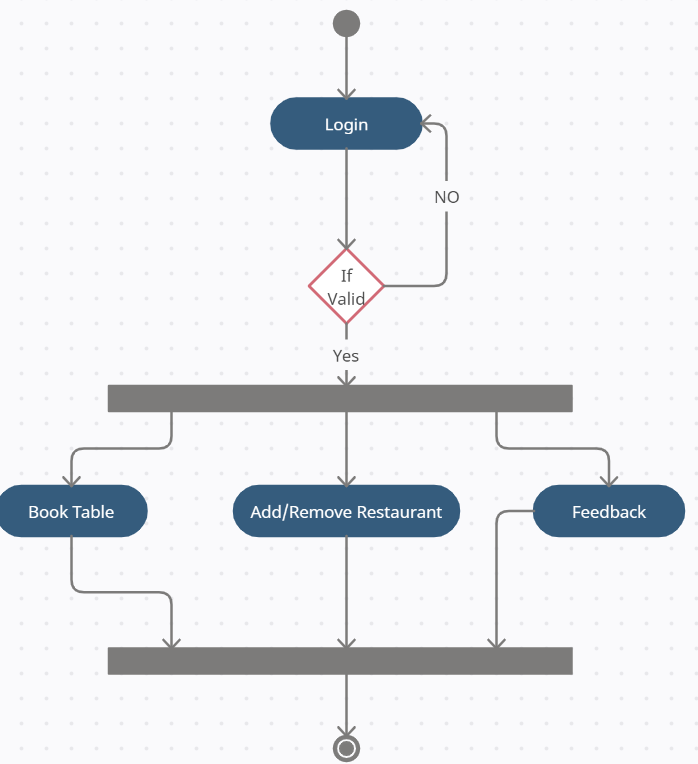 Login
NO
If
Valid
Yes
Book Table
Add/Remove Restaurant
Feedback